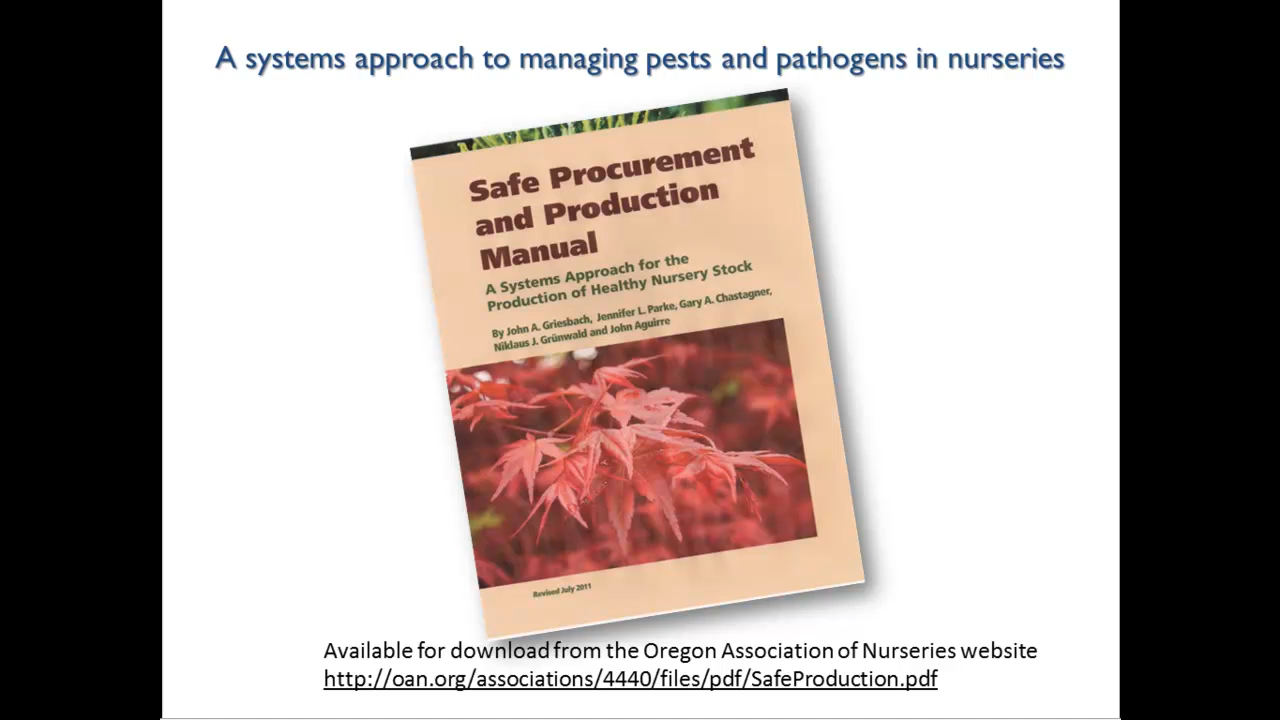 A systems approach to managing pests and pathogens in nurseries
Safe Procurement
and Production
Manual
A Systems Approach for the
Production of Healthy Nursery Stock
By John A. Griesbach, Jennifer L. Parke, Gary A. Chastagner,
Niklaus J. Grünwald and John Aguirre
Revised July 2011
Available for download from the Oregon Association of Nurseries website
http://oan.org/associations/4440/files/pdf/SafeProduction.pdf